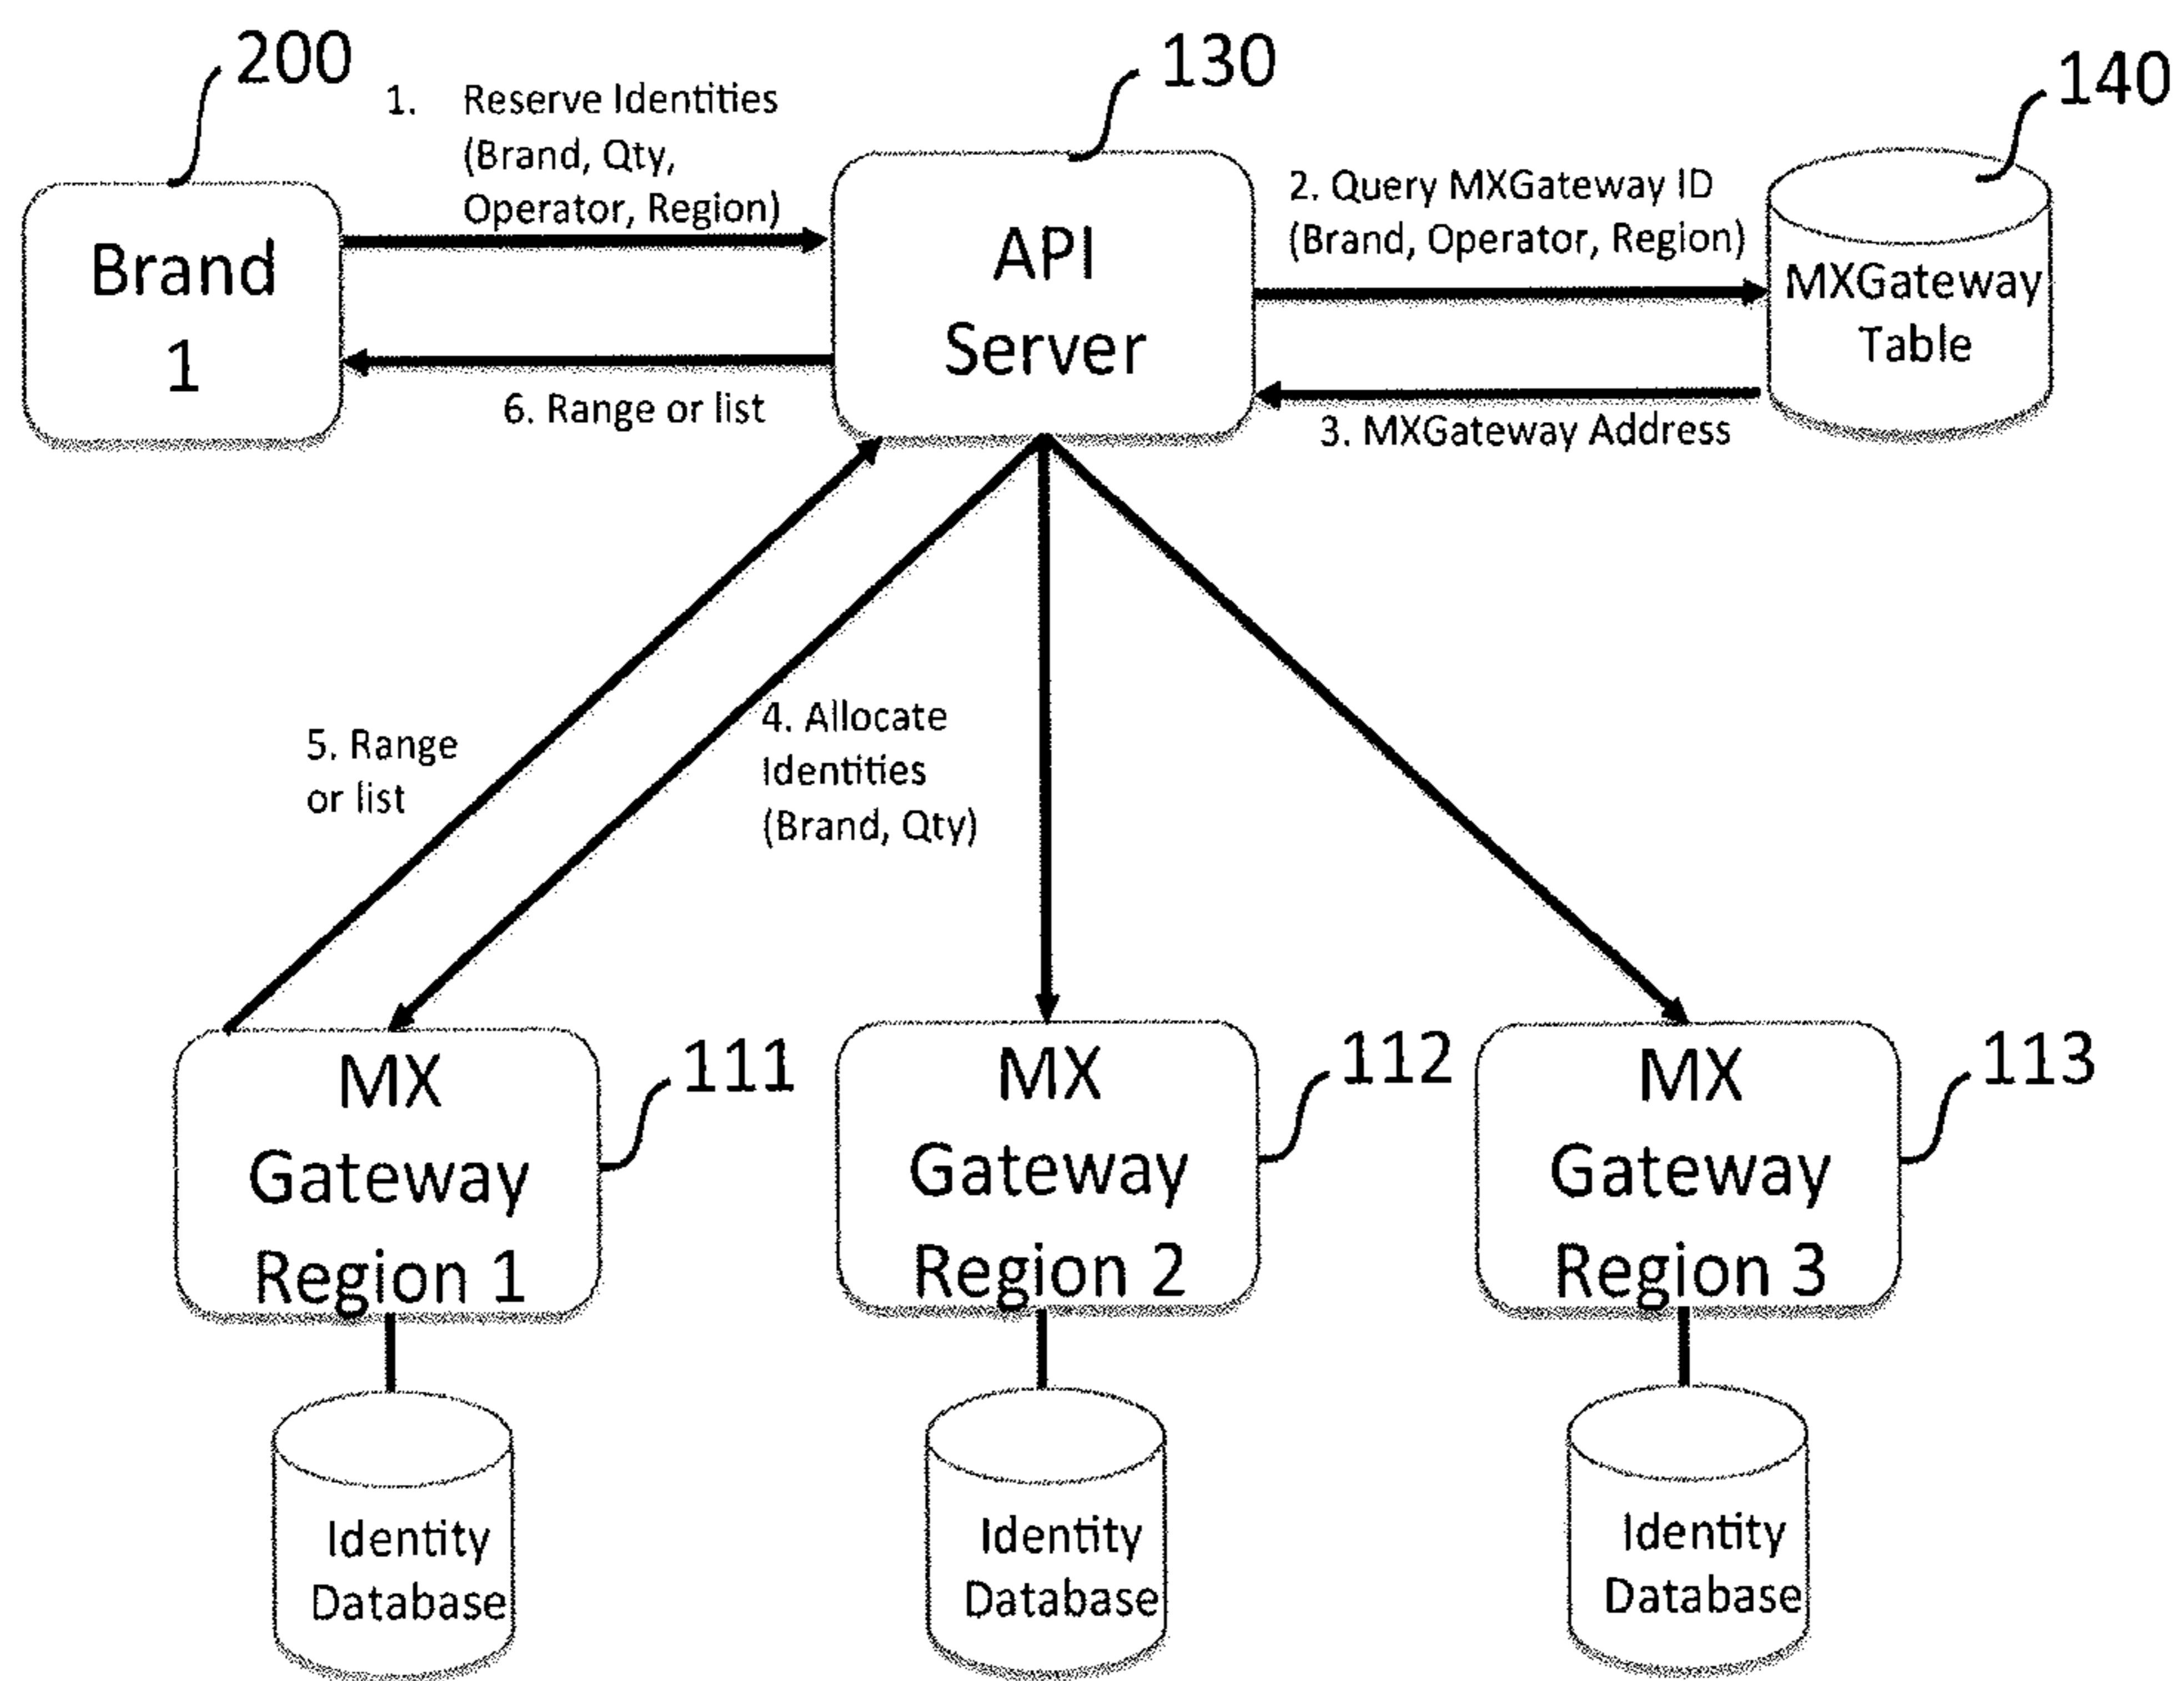 200
130
140
1. Reserve Identities
(Brand, Qty,
Operator, Region)
2. Query MXGateway ID
(Brand, Operator, Region)
Brand
1
API
Server
MXGateway
Table
6. Range or list
3. MXGateway Address
5. Range
or list
4. Allocate
Identities
(Brand, Qty)
MX
Gateway
Region 1
111
MX
Gateway
Region 2
112
MX
Gateway
Region 3
113
Identity
Database
Identity
Database
Identity
Database